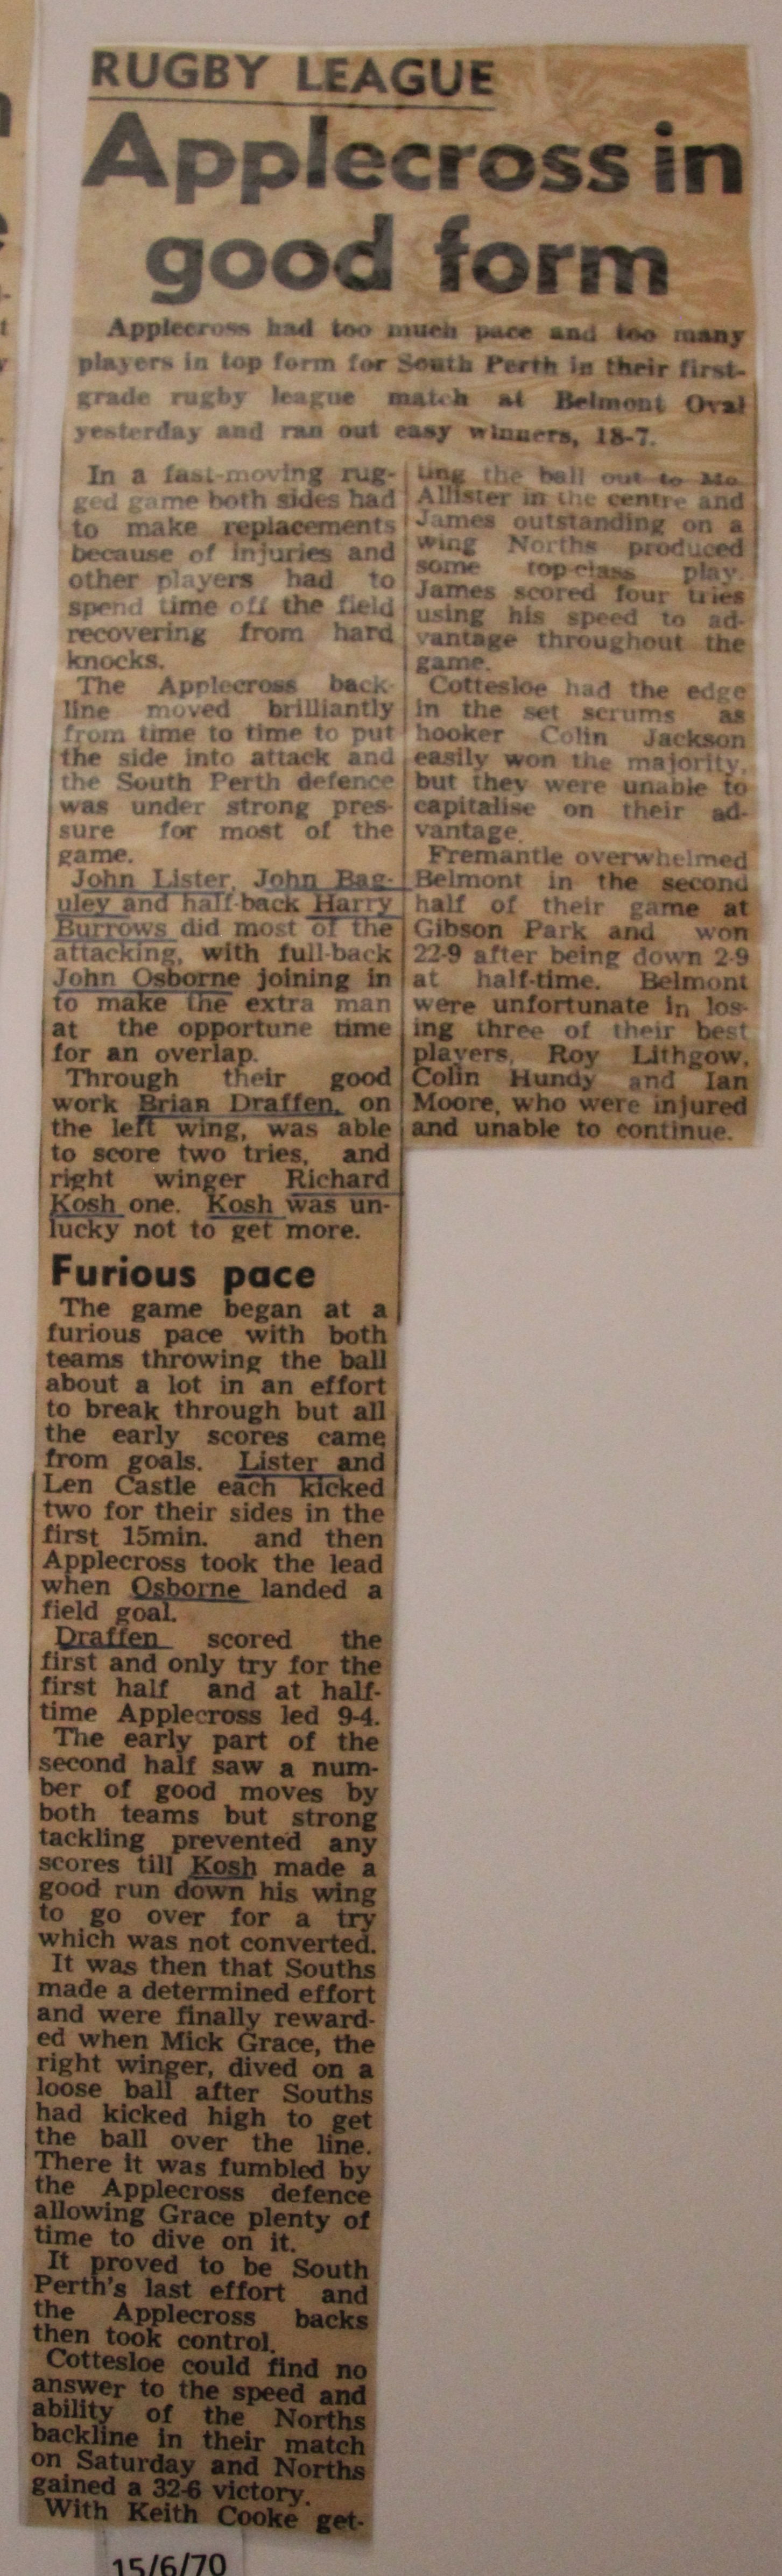 RUGBY LEAGUE
Applecross in
good form
Applecross had too much pace and too many
players in top form for South Perth in their first-
grade rugby league match at Belmont Oval
yesterday and ran out easy winners, 18-7.
In a fast-moving rug-
ged game both sides had
to make replacements
because of injuries and
other players had to
spend time off the field
recovering from hard
knocks.
The Applecross back-
line moved brilliantly
from time to time to put
the side into attack and
the South Perth defence
was under strong pres-
sure for most of the
game.
John Lister, John Bag-
uley and half-back Harry
Burrows did most of the
attacking, with full-back
John Osborne joining in
to make the extra man
at the opportune time
for an overlap.
Through their good
work Brian Draffen, on
the left wing, was able
to score two tries, and
right winger Richard
Kosh one. Kosh was un-
lucky not to get more.
Furious pace
The game began at a
furious pace with both
teams throwing the ball
about a lot in an effort
to break through but all
the early scores came
from goals. Lister and
Len Castle each kicked
two for their sides in the
first 15min. and then
Applecross took the lead
when Osborne landed a
field goal.
Draffen scored the
first and only try for the
first half and at half-
time Applecross led 9-4.
The early part of the
second half saw a num-
ber of good moves by
both teams but strong
tackling prevented any
scores till Kosh made a
good run down his wing
to go over for a try
which was not converted.
It was then that Souths
made a determined effort
and were finally reward-
ed when Mick Grace, the
right winger, dived on a
loose ball after Souths
had kicked high to get
the ball over the line.
There it was fumbled by
the Applecross defence
allowing Grace plenty of
time to dive on it.
It proved to be South
Perth's last effort and
the Applecross backs
then took control.
Cottesloe could find no
answer to the speed and
ability of the Norths
backline in their match
on Saturday and Norths
gained a 32-6 victory.
With Keith Cooke get-
ting the ball out to Mc
Allister in the centre and
James outstanding on a
wing Norths produced
some top-class play.
James scored four tries
using his speed to ad-
vantage throughout the
game.
Cottesloe had the edge
in the set scrums as
hooker Colin Jackson
easily won the majority,
but they were unable to
capitalise on their ad-
vantage.
Fremantle overwhelmed
Belmont in the second
half of their game at
Gibson Park and won
22-9 after being down 2-9
at half-time. Belmont
were unfortunate in los-
ing three of their best
players, Roy Lithgow,
Colin Hundy and Ian
Moore, who were injured
and unable to continue.
15/6/70